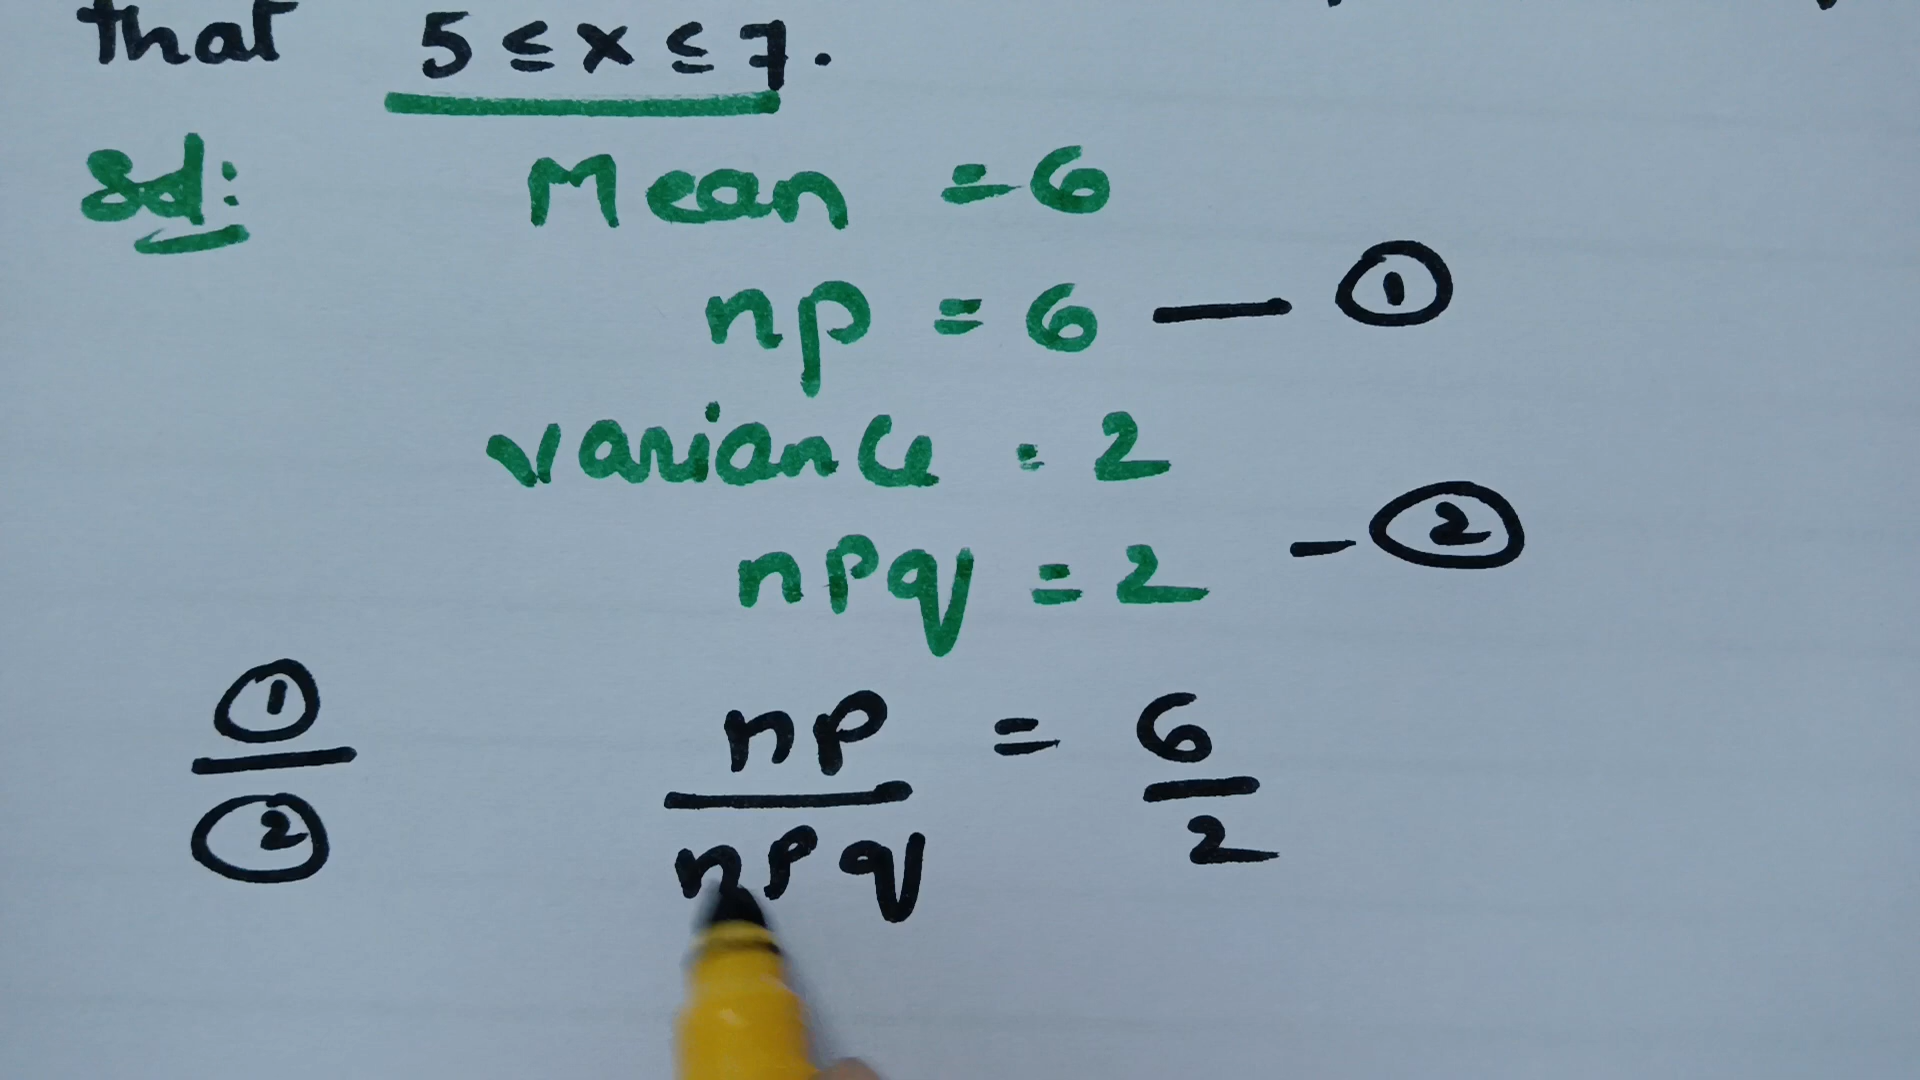 that 5 ≤ x ≤ 7.
Sol: Mean = 6
np = 6 — ①
variance = 2
npq = 2 — ②
①/② np/npq = 6/2